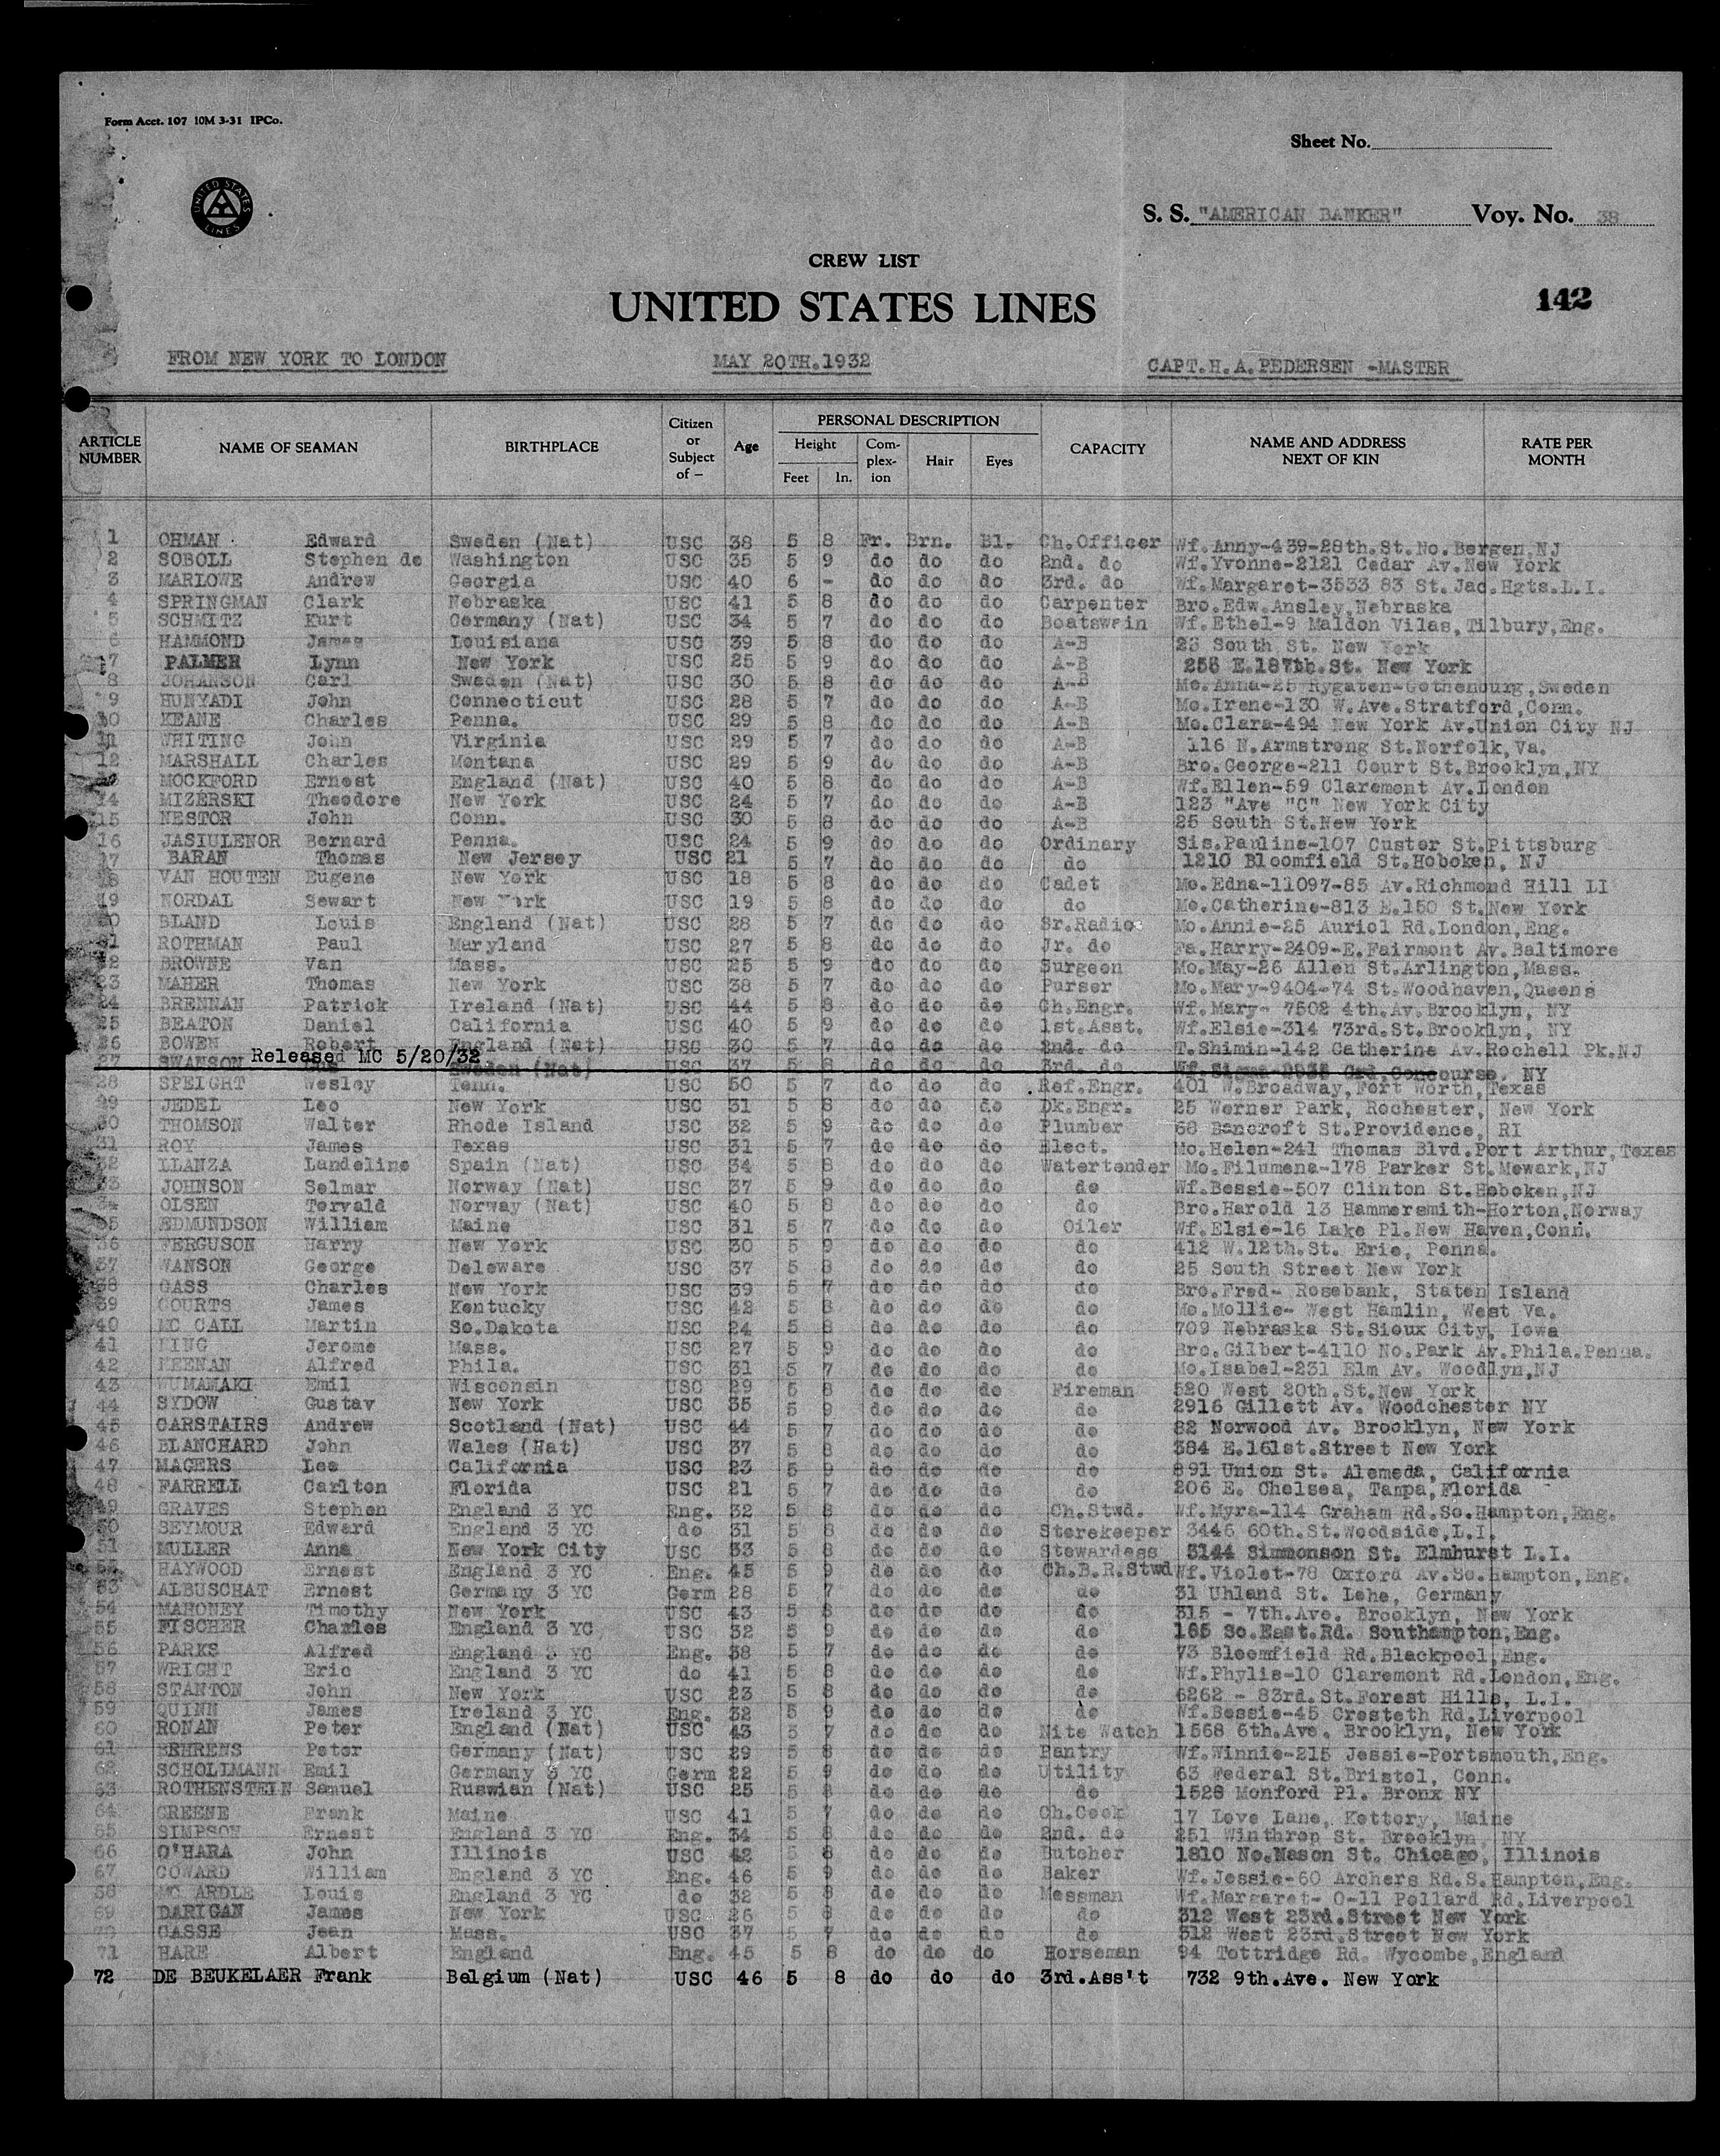 Form Acct. 107 10M 3-31 IPCo.
Sheet No.
UNITED STATES LINES
S. S. "AMERICAN BANKER" Voy. No. 38
CREW LIST
UNITED STATES LINES
142
FROM NEW YORK TO LONDON MAY 20TH.1932 CAPT.H.A.PEDERSEN -MASTER
ARTICLE NUMBER NAME OF SEAMAN BIRTHPLACE Citizen or Subject of – Age PERSONAL DESCRIPTION Height Feet In. Com-plex-ion Hair Eyes CAPACITY NAME AND ADDRESS NEXT OF KIN RATE PER MONTH
1 OHMAN Edward Sweden (Nat) USC 38 5 8 Fr. Brn. Bl. Ch.Officer Wf.Anny-439-28th.St.No.Bergen,NJ
2 SOBOLL Stephen de Washington USC 35 5 9 do do do 2nd. do Wf.Yvonne-2121 Cedar Av.New York
3 MARLOWE Andrew Georgia USC 40 6 - do do do 3rd. do Wf.Margaret-3533 83 St.Jac.Hgts.L.I.
4 SPRINGMAN Clark Nebraska USC 41 5 8 do do do Carpenter Bro.Edw.Ansley,Nebraska
5 SCHMITZ Kurt Germany (Nat) USC 34 5 7 do do do Boatswain Wf.Ethel-9 Maldon Vilas,Tilbury,Eng.
6 HAMMOND James Louisiana USC 39 5 8 do do do A-B 25 South St. New York
7 PALMER Lynn New York USC 25 5 9 do do do A-B 258 E.187th.St. New York
8 JOHANSON Carl Sweden (Nat) USC 30 5 8 do do do A-B Mo.Anna-25 Rygaten-Gothenburg,Sweden
9 HUNYADI John Connecticut USC 28 5 7 do do do A-B Mo.Irene-130 W.Ave.Stratford,Conn.
10 KEANE Charles Penna. USC 29 5 8 do do do A-B Mo.Clara-494 New York Av.Union City NJ
11 WHITING John Virginia USC 29 5 7 do do do A-B 116 N.Armstrong St.Norfolk,Va.
12 MARSHALL Charles Montana USC 29 5 9 do do do A-B Bro.George-211 Court St.Brooklyn,NY
13 MOCKFORD Ernest England (Nat) USC 40 5 8 do do do A-B Wf.Ellen-59 Claremont Av.London
14 MIZERSKI Theodore New York USC 24 5 7 do do do A-B 123 "Ave "C" New York City
15 NESTOR John Conn. USC 30 5 8 do do do A-B 25 South St.New York
16 JASIULENOR Bernard Penna. USC 24 5 9 do do do Ordinary Sis.Pauline-107 Custer St.Pittsburg
17 BARAN Thomas New Jersey USC 21 5 7 do do do do 1210 Bloomfield St.Hoboken, NJ
18 VAN HOUTEN Eugene New York USC 18 5 8 do do do Cadet Mo.Edna-11097-85 Av.Richmond Hill LI
19 NORDAL Sewart New York USC 19 5 8 do do do do Mo.Catherine-813 E.150 St.New York
20 BLAND Louis England (Nat) USC 28 5 7 do do do Sr.Radio Mo.Annie-25 Auriol Rd.London,Eng.
21 ROTHMAN Paul Maryland USC 27 5 8 do do do Jr. do Fa.Harry-2409-E.Fairmont Av.Baltimore
22 BROWNE Van Mass. USC 25 5 9 do do do Surgeon Mo.May-26 Allen St.Arlington,Mass.
23 MAHER Thomas New York USC 38 5 7 do do do Purser Mo.Mary-9404-74 St.Woodhaven,Queens
24 BRENNAN Patrick Ireland (Nat) USC 44 5 8 do do do Ch.Engr. Wf.Mary- 7502 4th.Av.Brooklyn, NY
25 BEATON Daniel California USC 40 5 9 do do do 1st.Asst. Wf.Elsie-314 73rd.St.Brooklyn, NY
26 BOWEN Robert England (Nat) USC 30 5 7 do do do 2nd. do T.Shimin-142 Catherine Av.Rochell Pk.NJ
Released MC 5/20/32
27 SWANSON Gus Sweden (Nat) USC 37 5 8 do do do 3rd. do Concourse, NY
28 SPEIGHT Wesley Tenn. USC 50 5 7 do do do Ref.Engr. 401 W.Broadway,Fort Worth,Texas
29 JEDEL Leo New York USC 31 5 8 do do do Dk.Engr. 25 Werner Park, Rochester, New York
30 THOMSON Walter Rhode Island USC 32 5 9 do do do Plumber 68 Bancroft St.Providence, RI
31 ROY James Texas USC 31 5 7 do do do Elect. Mo.Helen-241 Thomas Blvd.Port Arthur,Texas
32 LLANZA Landeline Spain (Nat) USC 34 5 8 do do do Watertender Mo.Filumena-178 Parker St.Newark,NJ
33 JOHNSON Selmar Norway (Nat) USC 37 5 9 do do do do Wf.Bessie-507 Clinton St.Hoboken,NJ
34 OLSEN Torvald Norway (Nat) USC 40 5 8 do do do do Bro.Harold 13 Hammersmith-Horton,Norway
35 EDMUNDSON William Maine USC 31 5 7 do do do Oiler Wf.Elsie-16 Lake Pl.New Haven,Conn.
36 FERGUSON Harry New York USC 30 5 9 do do do do 412 W.12th.St. Erie, Penna.
37 WANSON George Deleware USC 37 5 8 do do do do 25 South Street New York
38 GASS Charles New York USC 39 5 7 do do do do Bro.Fred- Rosebank, Staten Island
39 COURTS James Kentucky USC 42 5 8 do do do do Mo.Mollie- West Hamlin, West Va.
40 MC CALL Martin So.Dakota USC 24 5 8 do do do do 709 Nebraska St.Sioux City, Iowa
41 KING Jerome Mass. USC 27 5 9 do do do do Bro.Gilbert-4110 No.Park Av.Phila.Penna.
42 KEENAN Alfred Phila. USC 31 5 7 do do do do Mo.Isabel-231 Elm Av. Woodlyn,NJ
43 WUMAMAKI Emil Wisconsin USC 29 5 8 do do do Fireman 520 West 20th.St.New York
44 SYDOW Gustav New York USC 35 5 9 do do do do 2916 Gillett Av. Woodchester NY
45 CARSTAIRS Andrew Scotland (Nat) USC 44 5 7 do do do do 82 Norwood Av. Brooklyn, New York
46 BLANCHARD John Wales (Nat) USC 37 5 8 do do do do 384 E.161st.Street New York
47 MAGERS Lee California USC 23 5 9 do do do do 891 Union St. Alemeda, California
48 FARRELL Carlton Florida USC 21 5 7 do do do do 206 E. Chelsea, Tampa,Florida
49 GRAVES Stephen England 3 YC Eng. 32 5 8 do do do Ch.Stwd. Wf.Myra-114 Graham Rd.So.Hampton,Eng.
50 SEYMOUR Edward England 3 YC do 31 5 8 do do do Storekeeper 3446 60th.St.Woodside,L.I.
51 MULLER Anna New York City USC 33 5 8 do do do Stewardess 3144 Simmonson St. Elmhurst L.I.
52 HAYWOOD Ernest England 3 YC Eng. 45 5 9 do do do Ch.B.R.Stwd Wf.Violet-78 Oxford Av.So.hampton,Eng.
53 ALBUSCHAT Ernest Germany 3 YC Germ 28 5 7 do do do do 31 Uhland St. Lehe, Germany
54 MAHONEY Timothy New York USC 43 5 8 do do do do 315 - 7th.Ave. Brooklyn, New York
55 FISCHER Charles England 3 YC USC 32 5 9 do do do do 165 So.East.Rd. Southampton,Eng.
56 PARKS Alfred England 3 YC Eng. 38 5 7 do do do do 73 Bloomfield Rd.Blackpool,Eng.
57 WRIGHT Eric England 3 YC do 41 5 8 do do do do Wf.Phylis-10 Claremont Rd.London,Eng.
58 STANTON John New York USC 23 5 8 do do do do 6262 - 83rd.St.Forest Hills, L.I.
59 QUINN James Ireland 3 YC Eng. 32 5 9 do do do do Wf.Bessie-45 Crosteth Rd.Liverpool
60 RONAN Peter England (Nat) USC 43 5 7 do do do Nite Watch 1568 6th.Ave. Brooklyn, New York
61 BEHRENS Peter Germany (Nat) USC 29 5 8 do do do Pantry Wf.Winnie-215 Jessie-Portsmouth,Eng.
62 SCHOLLMANN Emil Germany 3 YC Germ 22 5 9 do do do Utility 63 Federal St.Bristol, Conn.
63 ROTHENSTEIN Samuel Ruswian (Nat) USC 25 5 8 do do do do 1528 Monford Pl. Bronx NY
64 GREENE Frank Maine USC 41 5 7 do do do Ch.Cook 17 Love Lane, Kettery, Maine
65 SIMPSON Ernest England 3 YC Eng. 34 5 8 do do do 2nd. do 251 Winthrop St. Brooklyn, NY
66 O'HARA John Illinois USC 42 5 8 do do do Butcher 1810 No.Mason St. Chicago, Illinois
67 COWARD William England 3 YC Eng. 46 5 9 do do do Baker Wf.Jessie-60 Archers Rd.S.Hampton,Eng.
68 MC ARDLE Louis England 3 YC do 32 5 8 do do do Messman Wf.Margaret- 0-11 Pollard Rd.Liverpool
69 DARIGAN James New York USC 26 5 8 do do do do 312 West 23rd.Street New York
70 GASSE Jean Mass. USC 37 5 7 do do do do 312 West 23rd.Street New York
71 HARE Albert England Eng. 45 5 8 do do do Horseman 94 Tottridge Rd. Wycombe,England
72 DE BEUKELAER Frank Belgium (Nat) USC 46 5 8 do do do 3rd.Ass't 732 9th.Ave. New York